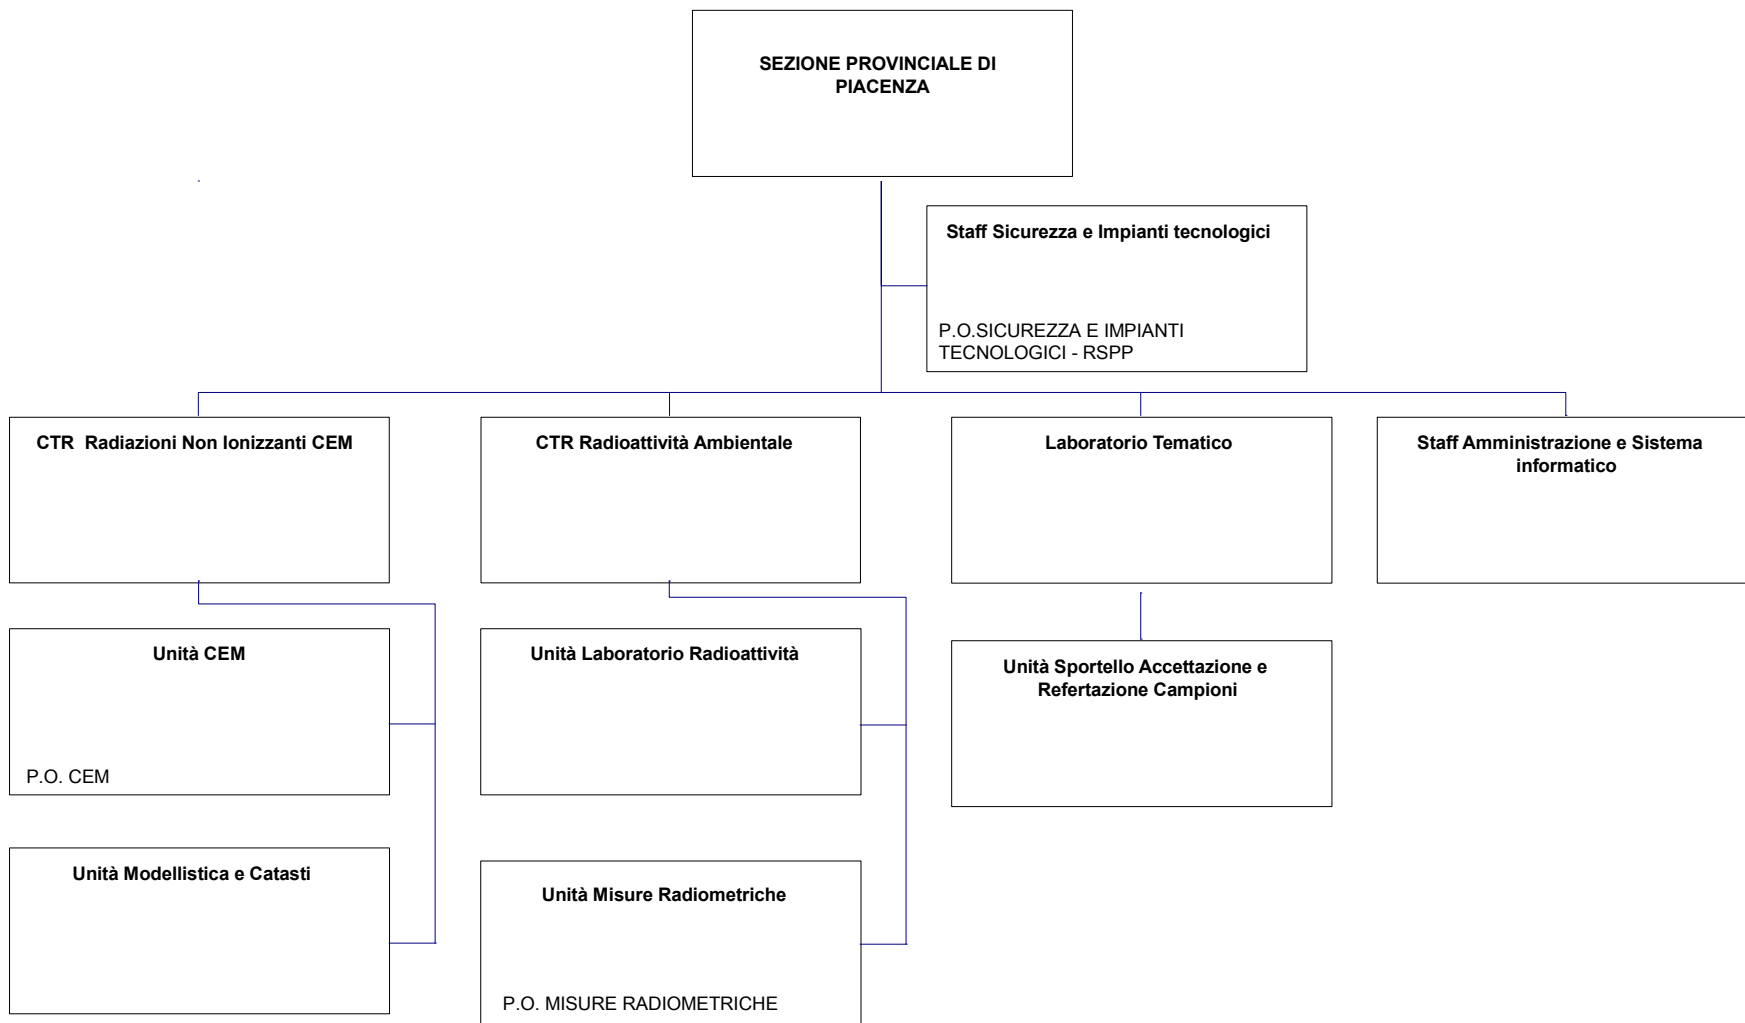 SEZIONE PROVINCIALE DI
PIACENZA
Staff Sicurezza e Impianti tecnologici
P.O.SICUREZZA E IMPIANTI
TECNOLOGICI - RSPP
CTR  Radiazioni Non Ionizzanti CEM
CTR Radioattività Ambientale
Laboratorio Tematico
Staff Amministrazione e Sistema
informatico
Unità CEM
P.O. CEM
Unità Laboratorio Radioattività
Unità Sportello Accettazione e
Refertazione Campioni
Unità Modellistica e Catasti
Unità Misure Radiometriche
P.O. MISURE RADIOMETRICHE